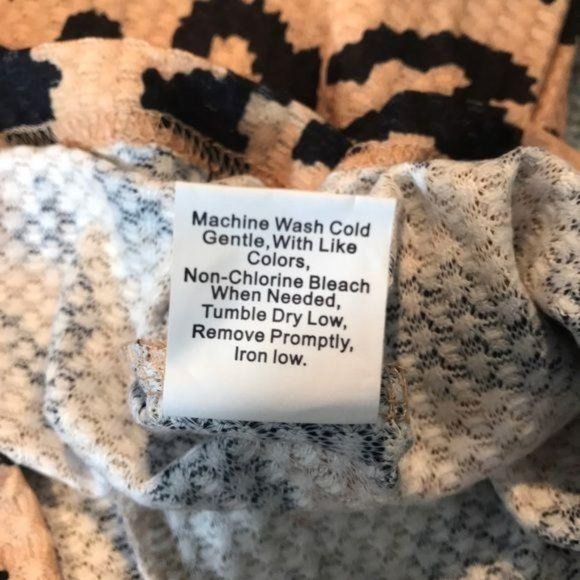 Machine Wash Cold
Gentle,With Like
Colors,
Non-Chlorine Bleach
When Needed,
Tumble Dry Low,
Remove Promptly,
Iron low.